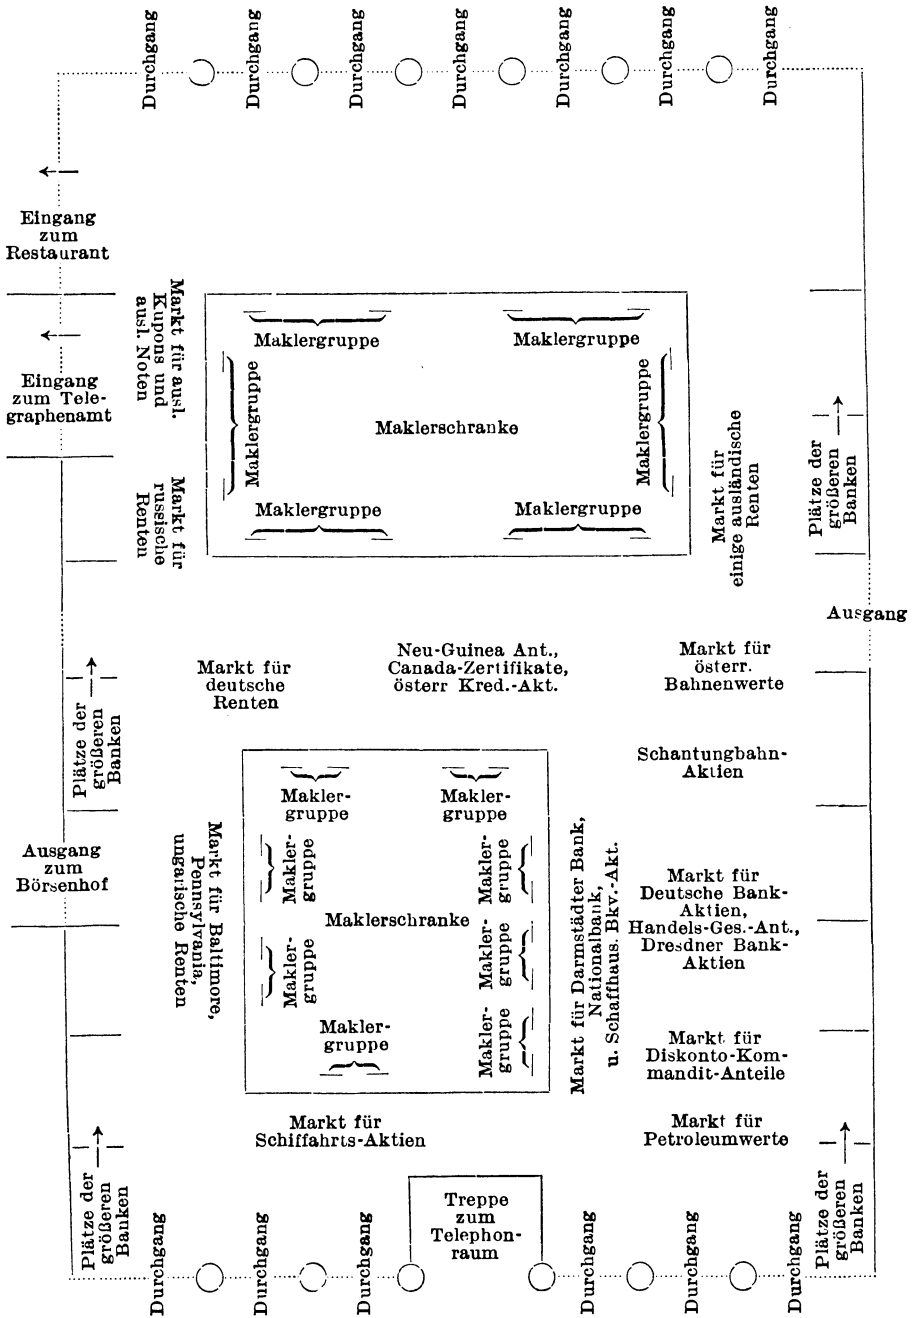 Durchgang
Durchgang
Durchgang
Durchgang
Durchgang
Durchgang
Durchgang
Eingang
zum
Restaurant
Markt für ausl.
Kupons und
ausl. Noten
Maklergruppe
Maklergruppe
Eingang
zum Tele-
graphenamt
Maklergruppe
Maklerschranke
Maklergruppe
Markt für
einige ausländische
Renten
Plätze der
größeren
Banken
Markt für
russische
Renten
Maklergruppe
Maklergruppe
Ausgang
Markt für
deutsche
Renten
Neu-Guinea Ant.,
Canada-Zertifikate,
österr Kred.-Akt.
Markt für
österr.
Bahnenwerte
Plätze der
größeren
Banken
Schantungbahn-
Aktien
Makler-
gruppe
Makler-
gruppe
Ausgang
zum
Börsenhof
Markt für Baltimore,
Pennsylvania,
ungarische Renten
Makler-
gruppe
Makler-
gruppe
Maklerschranke
Makler-
gruppe
Makler-
gruppe
Makler-
gruppe
Makler-
gruppe
Markt für Darmstädter Bank,
Nationalbank,
u. Schaffhaus. Bkv.-Akt.
Markt für
Deutsche Bank-
Aktien,
Handels-Ges.-Ant.,
Dresdner Bank-
Aktien
Markt für
Diskonto-Kom-
mandit-Anteile
Markt für
Schiffahrts-Aktien
Markt für
Petroleumwerte
Plätze der
größeren
Banken
Treppe
zum
Telephon-
raum
Plätze der
größeren
Banken
Durchgang
Durchgang
Durchgang
Durchgang
Durchgang
Durchgang